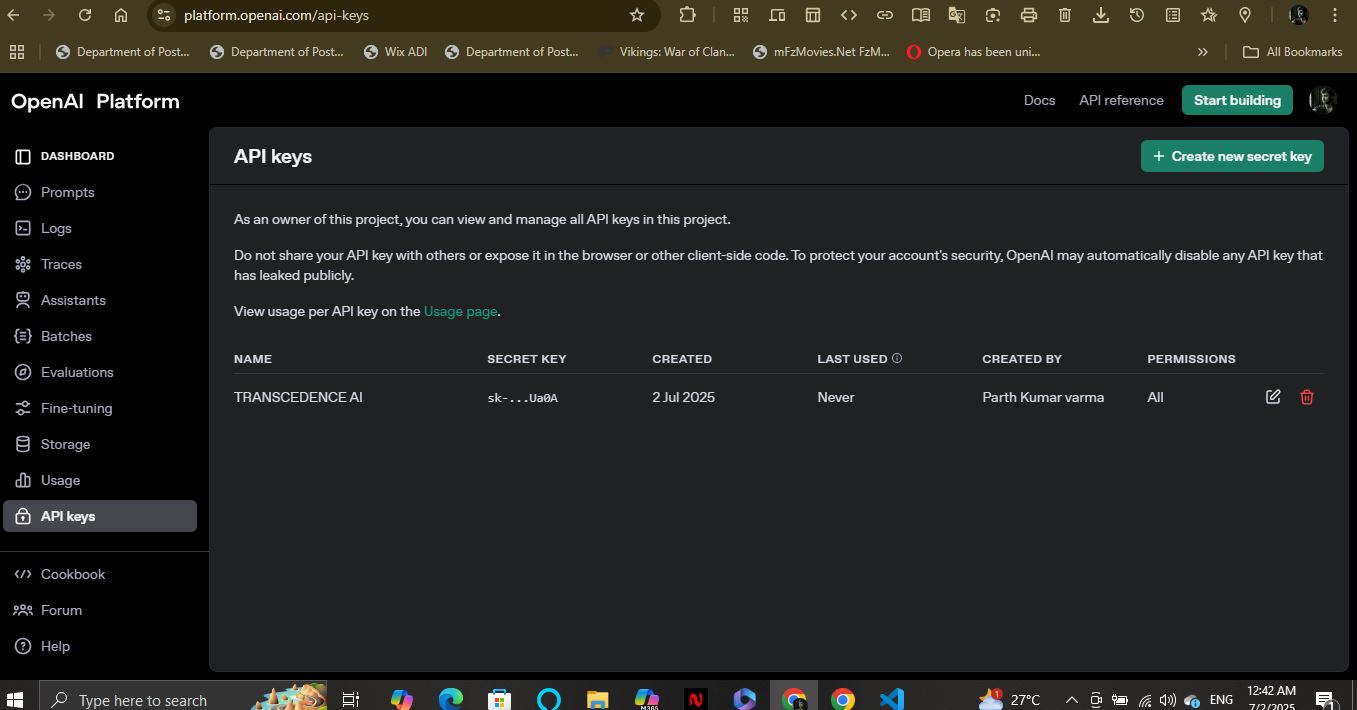 platform.openai.com/api-keys
Department of Post...
Department of Post...
Wix ADI
Department of Post...
Vikings: War of Clan...
mFzMovies.Net FzM...
Opera has been uni...
»
All Bookmarks
OpenAI Platform
Docs
API reference
Start building
DASHBOARD
Prompts
Logs
Traces
Assistants
Batches
Evaluations
Fine-tuning
Storage
Usage
API keys
Cookbook
Forum
Help
API keys
+ Create new secret key
As an owner of this project, you can view and manage all API keys in this project.
Do not share your API key with others or expose it in the browser or other client-side code. To protect your account's security, OpenAI may automatically disable any API key that
has leaked publicly.
View usage per API key on the Usage page.
NAME SECRET KEY CREATED LAST USED CREATED BY PERMISSIONS
TRANSCEDENCE AI sk-...Ua0A 2 Jul 2025 Never Parth Kumar varma All
Type here to search
M365
N
1
27°C
ENG
12:42 AM
7/2/2025
1